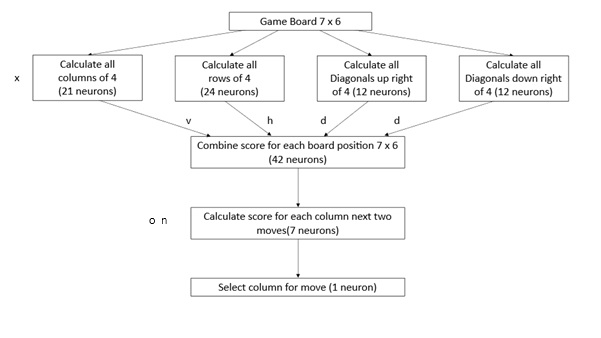 Game Board 7 x 6
Calculate all
columns of 4
(21 neurons)
Calculate all
rows of 4
(24 neurons)
Calculate all
Diagonals up right
of 4 (12 neurons)
Calculate all
Diagonals down right
of 4 (12 neurons)
x
v
h
d
d
Combine score for each board position 7 x 6
(42 neurons)
o n
Calculate score for each column next two
moves(7 neurons)
Select column for move (1 neuron)